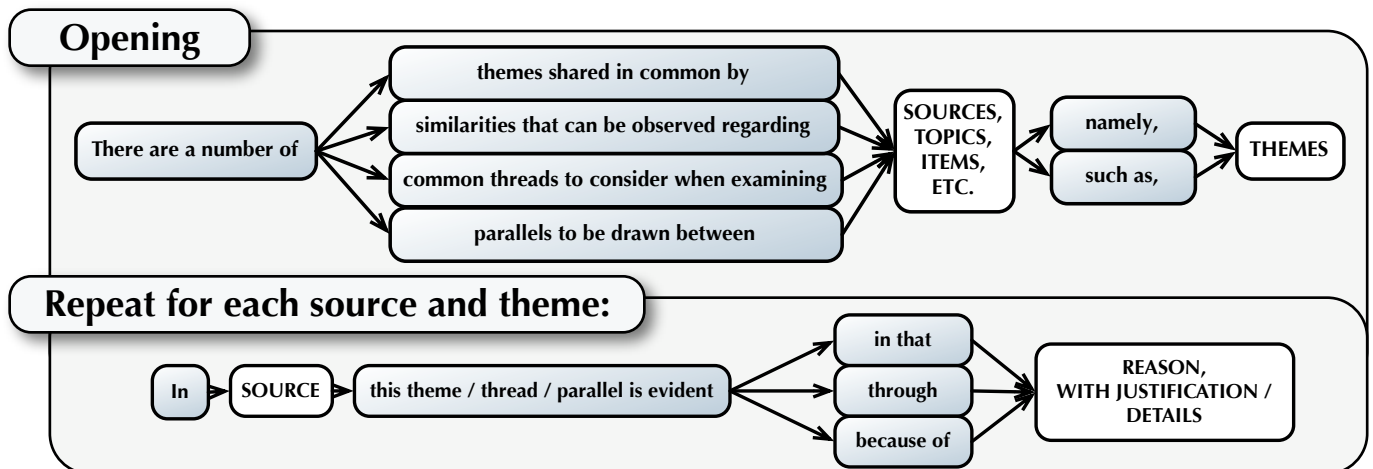 Opening
There are a number of
themes shared in common by
similarities that can be observed regarding
common threads to consider when examining
parallels to be drawn between
SOURCES,
TOPICS,
ITEMS,
ETC.
namely,
such as,
THEMES
Repeat for each source and theme:
In
SOURCE
this theme / thread / parallel is evident
in that
through
because of
REASON,
WITH JUSTIFICATION /
DETAILS